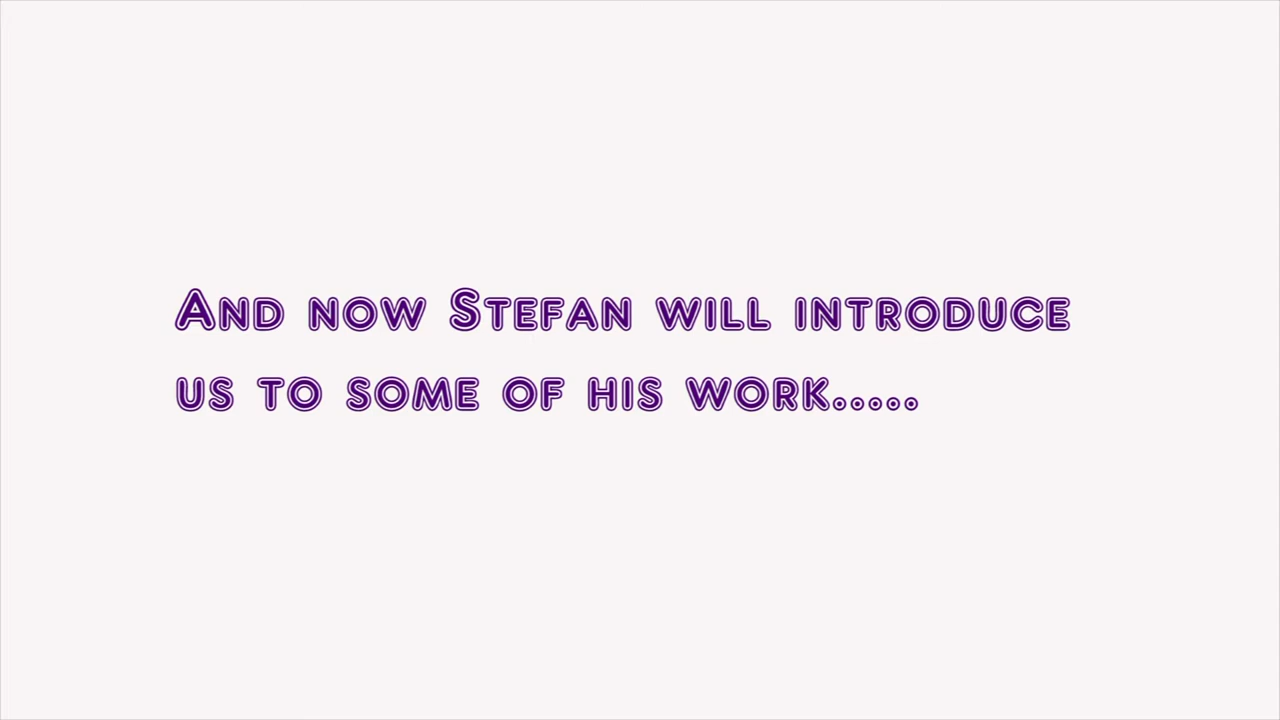 And now Stefan will introduce
us to some of his work.....